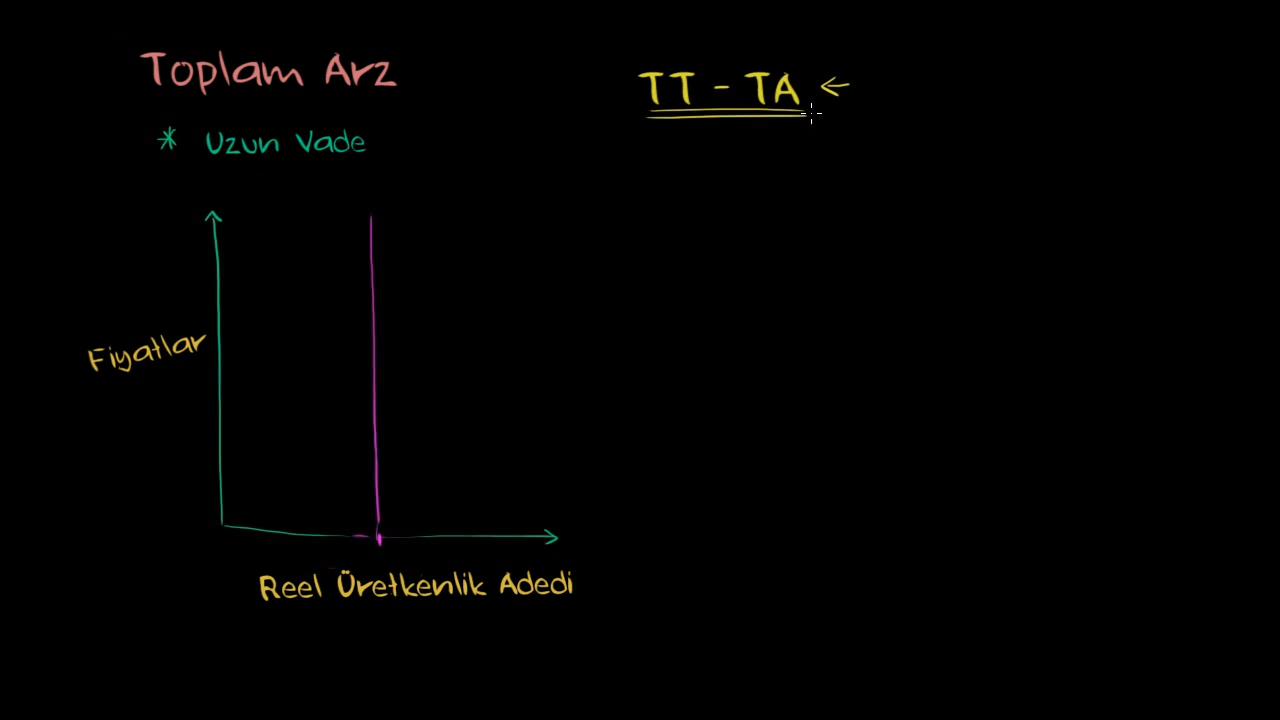 Toplam Arz
* Uzun Vade
TT - TA ←
Fiyatlar
Reel Üretkenlik Adedi